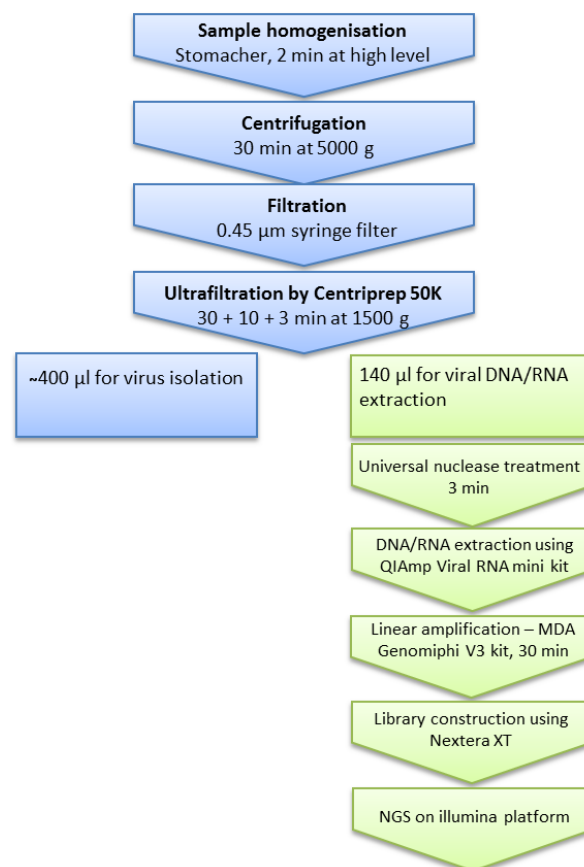 Sample homogenisation
Stomacher, 2 min at high level
Centrifugation
30 min at 5000 g
Filtration
0.45 μm syringe filter
Ultrafiltration by Centriprep 50K
30 + 10 + 3 min at 1500 g
~400 μl for virus isolation
140 μl for viral DNA/RNA
extraction
Universal nuclease treatment
3 min
DNA/RNA extraction using
QIAmp Viral RNA mini kit
Linear amplification – MDA
Genomiphi V3 kit, 30 min
Library construction using
Nextera XT
NGS on illumina platform